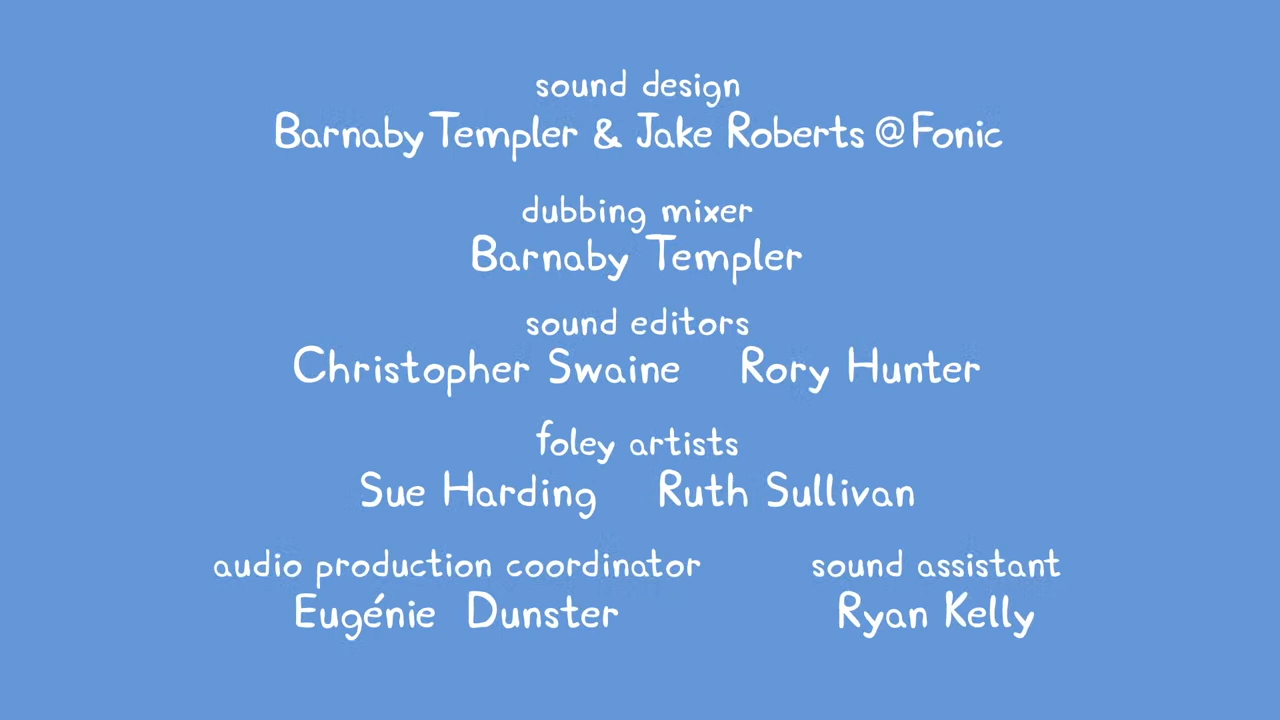 sound design
Barnaby Templer & Jake Roberts @ Fonic
dubbing mixer
Barnaby Templer
sound editors
Christopher Swaine Rory Hunter
foley artists
Sue Harding Ruth Sullivan
audio production coordinator sound assistant
Eugénie Dunster Ryan Kelly